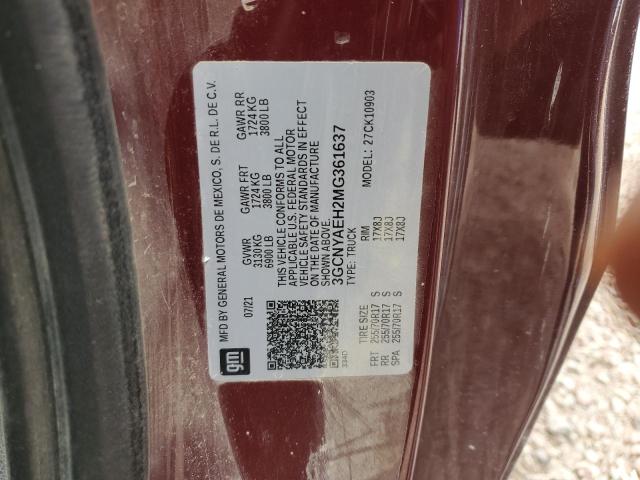 MFD BY GENERAL MOTORS DE MEXICO, S. DE R.L. DE C.V.
07/21 GVWR GAWR FRT GAWR RR
3130 KG 1724 KG 1724 KG
6900 LB 3800 LB 3800 LB
THIS VEHICLE CONFORMS TO ALL
APPLICABLE U.S. FEDERAL MOTOR
VEHICLE SAFETY STANDARDS IN EFFECT
ON THE DATE OF MANUFACTURE
SHOWN ABOVE.
3GCNYAEH2MG361637
TYPE: TRUCK MODEL: 27CK10903
334D
TIRE SIZE RIM
FRT 255/70R17 S 17X8J
RR 255/70R17 S 17X8J
SPA 255/70R17 S 17X8J
gm